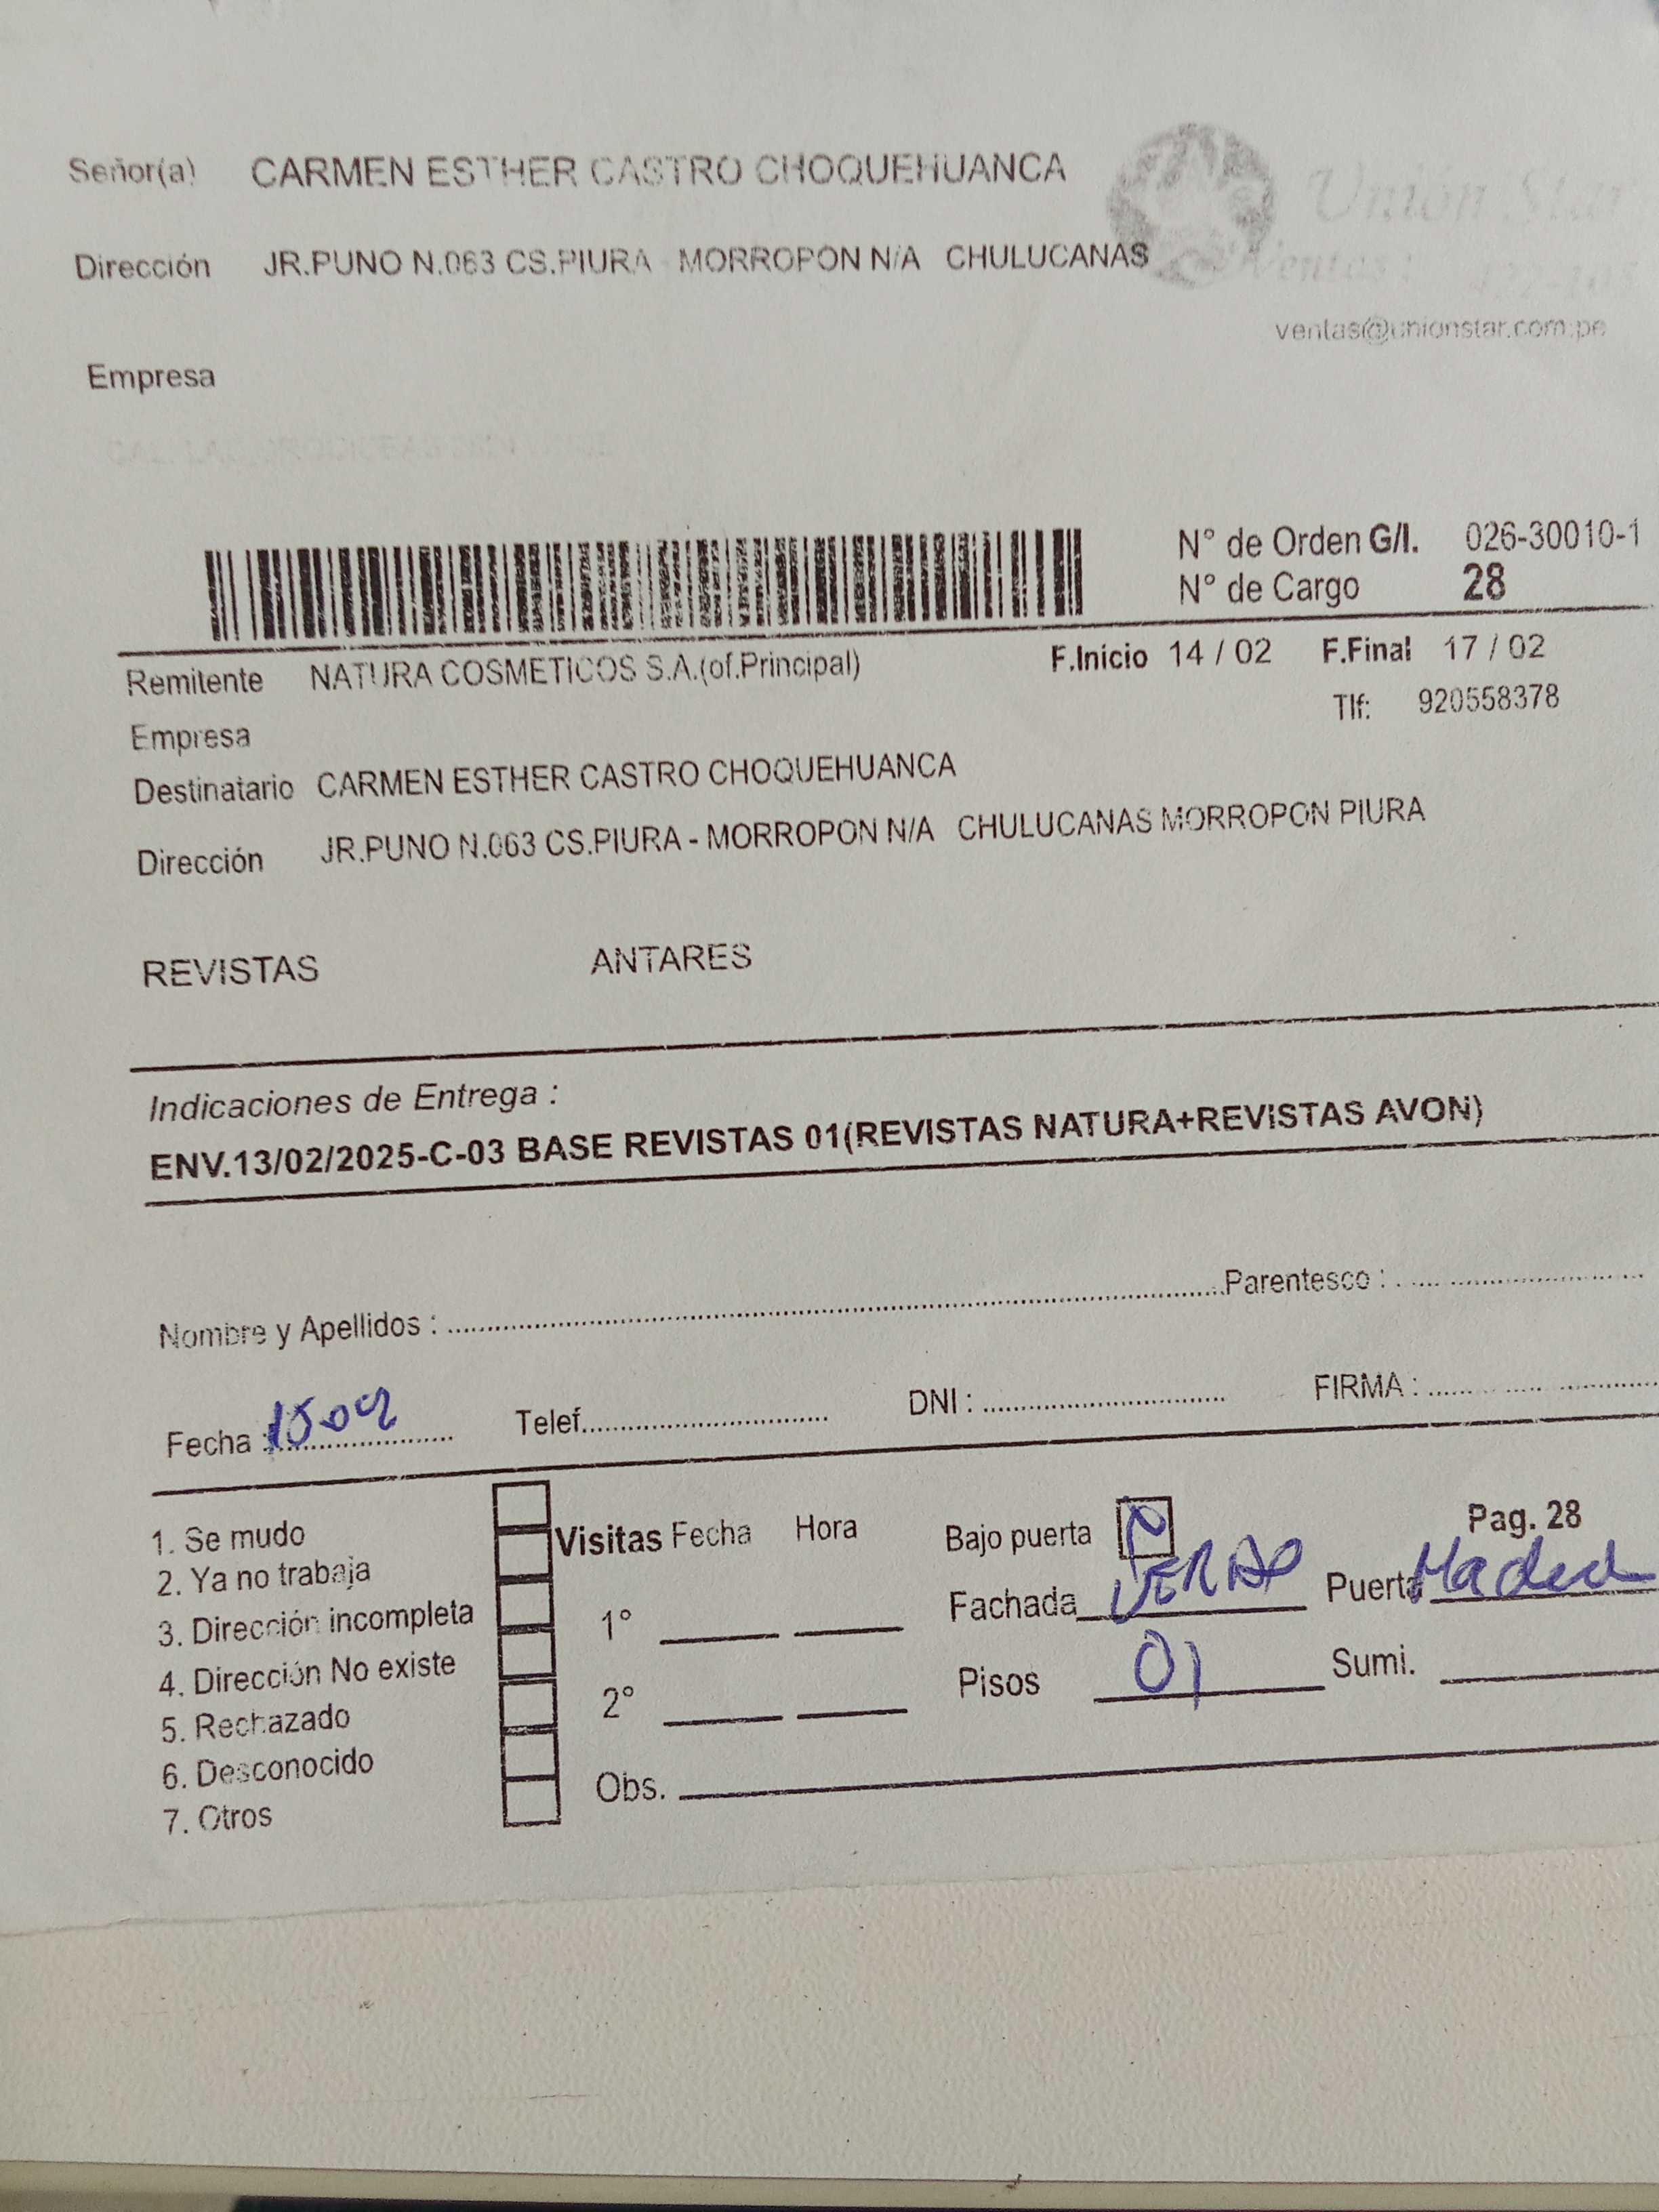 Señor(a) CARMEN ESTHER CASTRO CHOQUEHUANCA
Unión Star
Dirección JR.PUNO N.063 CS.PIURA MORROPON N/A CHULUCANAS
Ventas:
ventas@unionstar.com.pe
Empresa
N° de Orden G/I. 026-30010-1
N° de Cargo 28
Remitente NATURA COSMETICOS S.A.(of.Principal) F.Inicio 14 / 02 F.Final 17 / 02
Empresa Tlf: 920558378
Destinatario CARMEN ESTHER CASTRO CHOQUEHUANCA
Dirección JR.PUNO N.063 CS.PIURA - MORROPON N/A CHULUCANAS MORROPON PIURA
REVISTAS ANTARES
Indicaciones de Entrega :
ENV.13/02/2025-C-03 BASE REVISTAS 01(REVISTAS NATURA+REVISTAS AVON)
Nombre y Apellidos : Parentesco :
Fecha : Telef. DNI : FIRMA :
1. Se mudo
2. Ya no trabaja
3. Dirección incompleta
4. Dirección No existe
5. Rechazado
6. Desconocido
7. Otros
Visitas Fecha Hora
1°
2°
Obs.
Bajo puerta Pag. 28
Fachada Puerta
Pisos 01 Sumi.